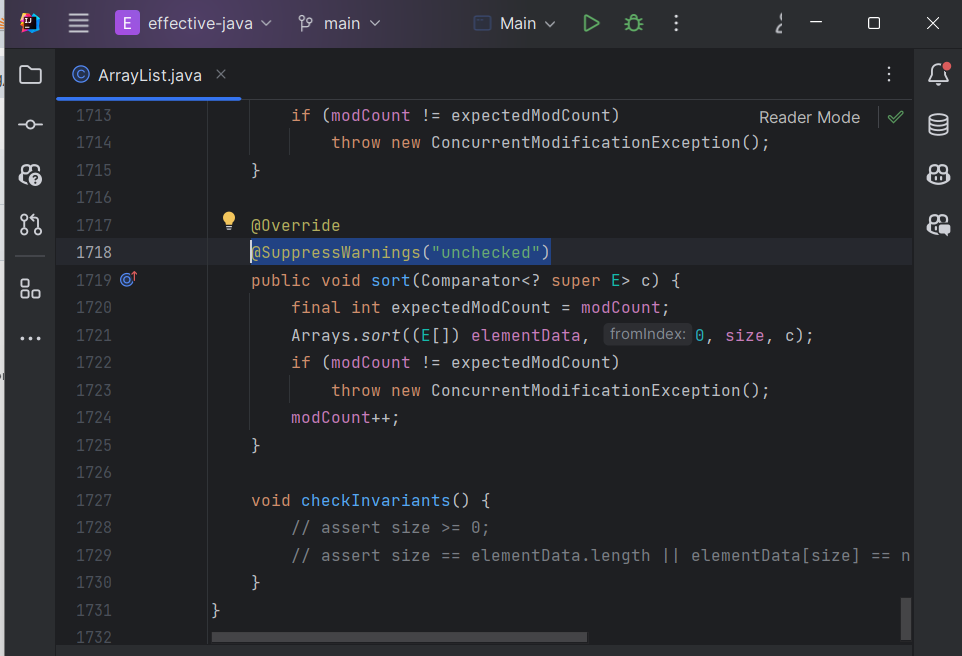 E effective-java main Main
ArrayList.java
Reader Mode
1713 if (modCount != expectedModCount)
1714 throw new ConcurrentModificationException();
1715 }
1716
1717 @Override
1718 @SuppressWarnings("unchecked")
1719 public void sort(Comparator<? super E> c) {
1720 final int expectedModCount = modCount;
1721 Arrays.sort((E[]) elementData, fromIndex: 0, size, c);
1722 if (modCount != expectedModCount)
1723 throw new ConcurrentModificationException();
1724 modCount++;
1725 }
1726
1727 void checkInvariants() {
1728 // assert size >= 0;
1729 // assert size == elementData.length || elementData[size] == n
1730 }
1731 }
1732